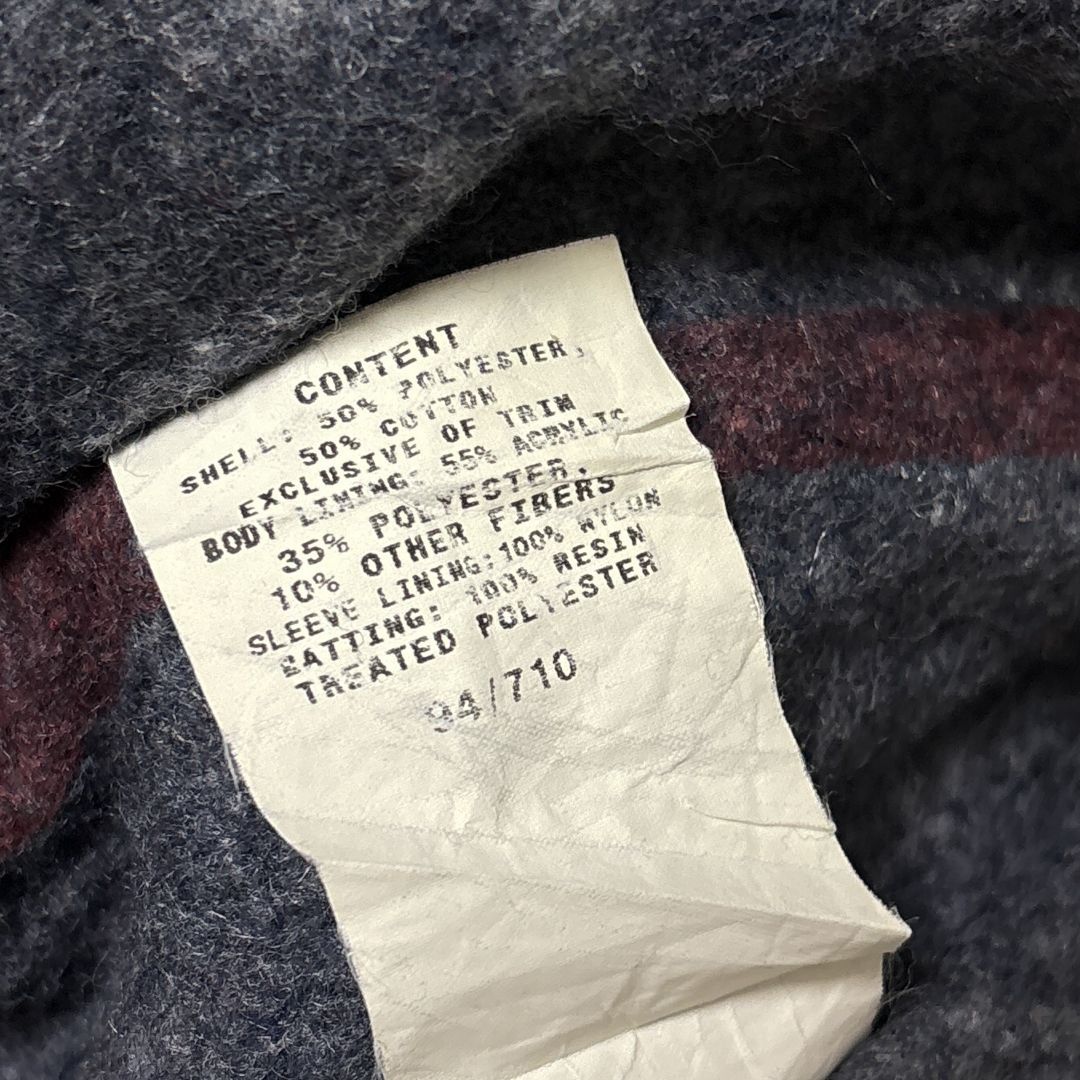 CONTENT
SHELL: 50% POLYESTER,
50% COTTON
EXCLUSIVE OF TRIM
BODY LINING: 55% ACRYLIC
35% POLYESTER,
10% OTHER FIBERS
SLEEVE LINING:100% NYLON
BATTING: 100% RESIN
TREATED POLYESTER
94/710